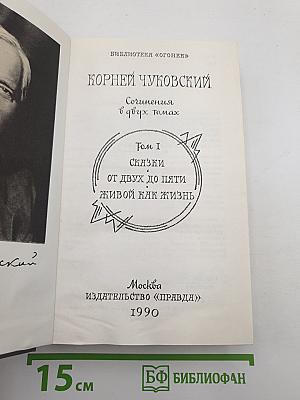 БИБЛИОТЕКА «ОГОНЕК»
КОРНЕЙ ЧУКОВСКИЙ
Сочинения
в двух томах
Том I
СКАЗКИ
ОТ ДВУХ ДО ПЯТИ
ЖИВОЙ КАК ЖИЗНЬ
Москва
ИЗДАТЕЛЬСТВО «ПРАВДА»
1990
ский
15 см
БФ БИБЛИОФАН